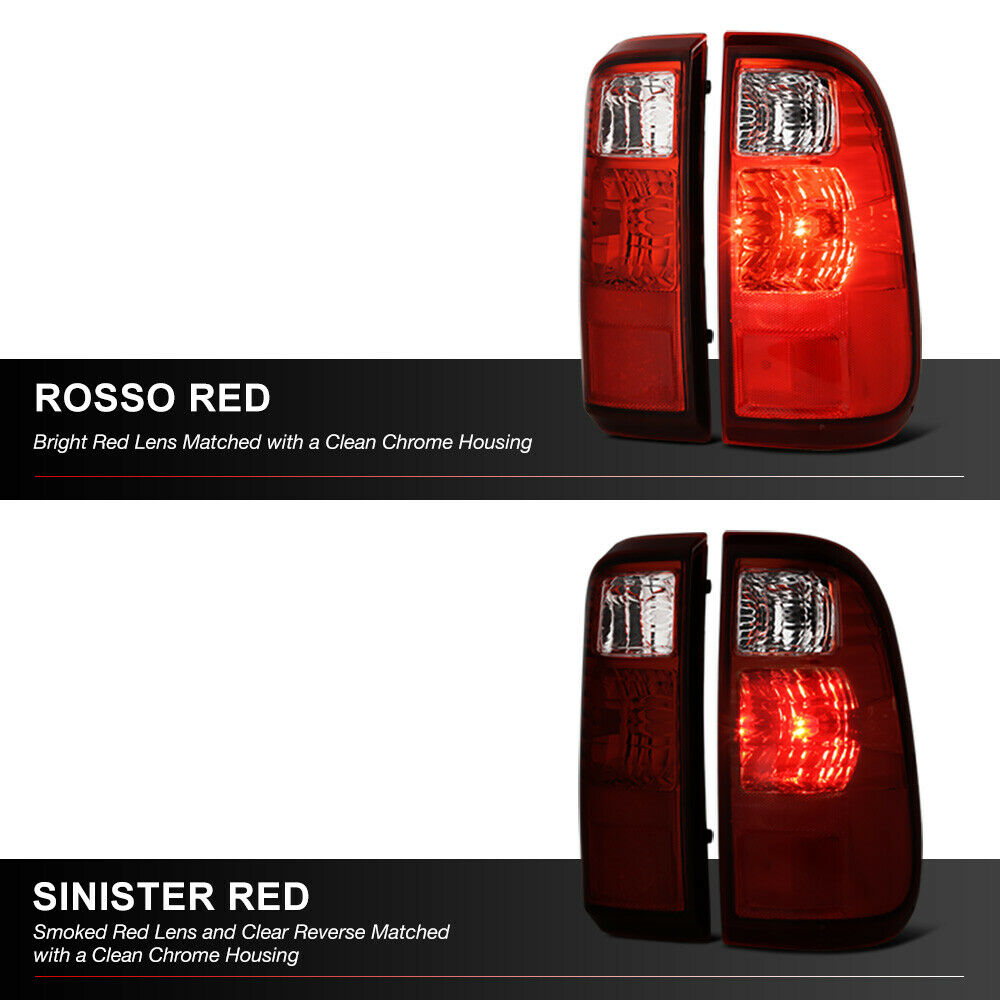 ROSSO RED
Bright Red Lens Matched with a Clean Chrome Housing
SINISTER RED
Smoked Red Lens and Clear Reverse Matched
with a Clean Chrome Housing